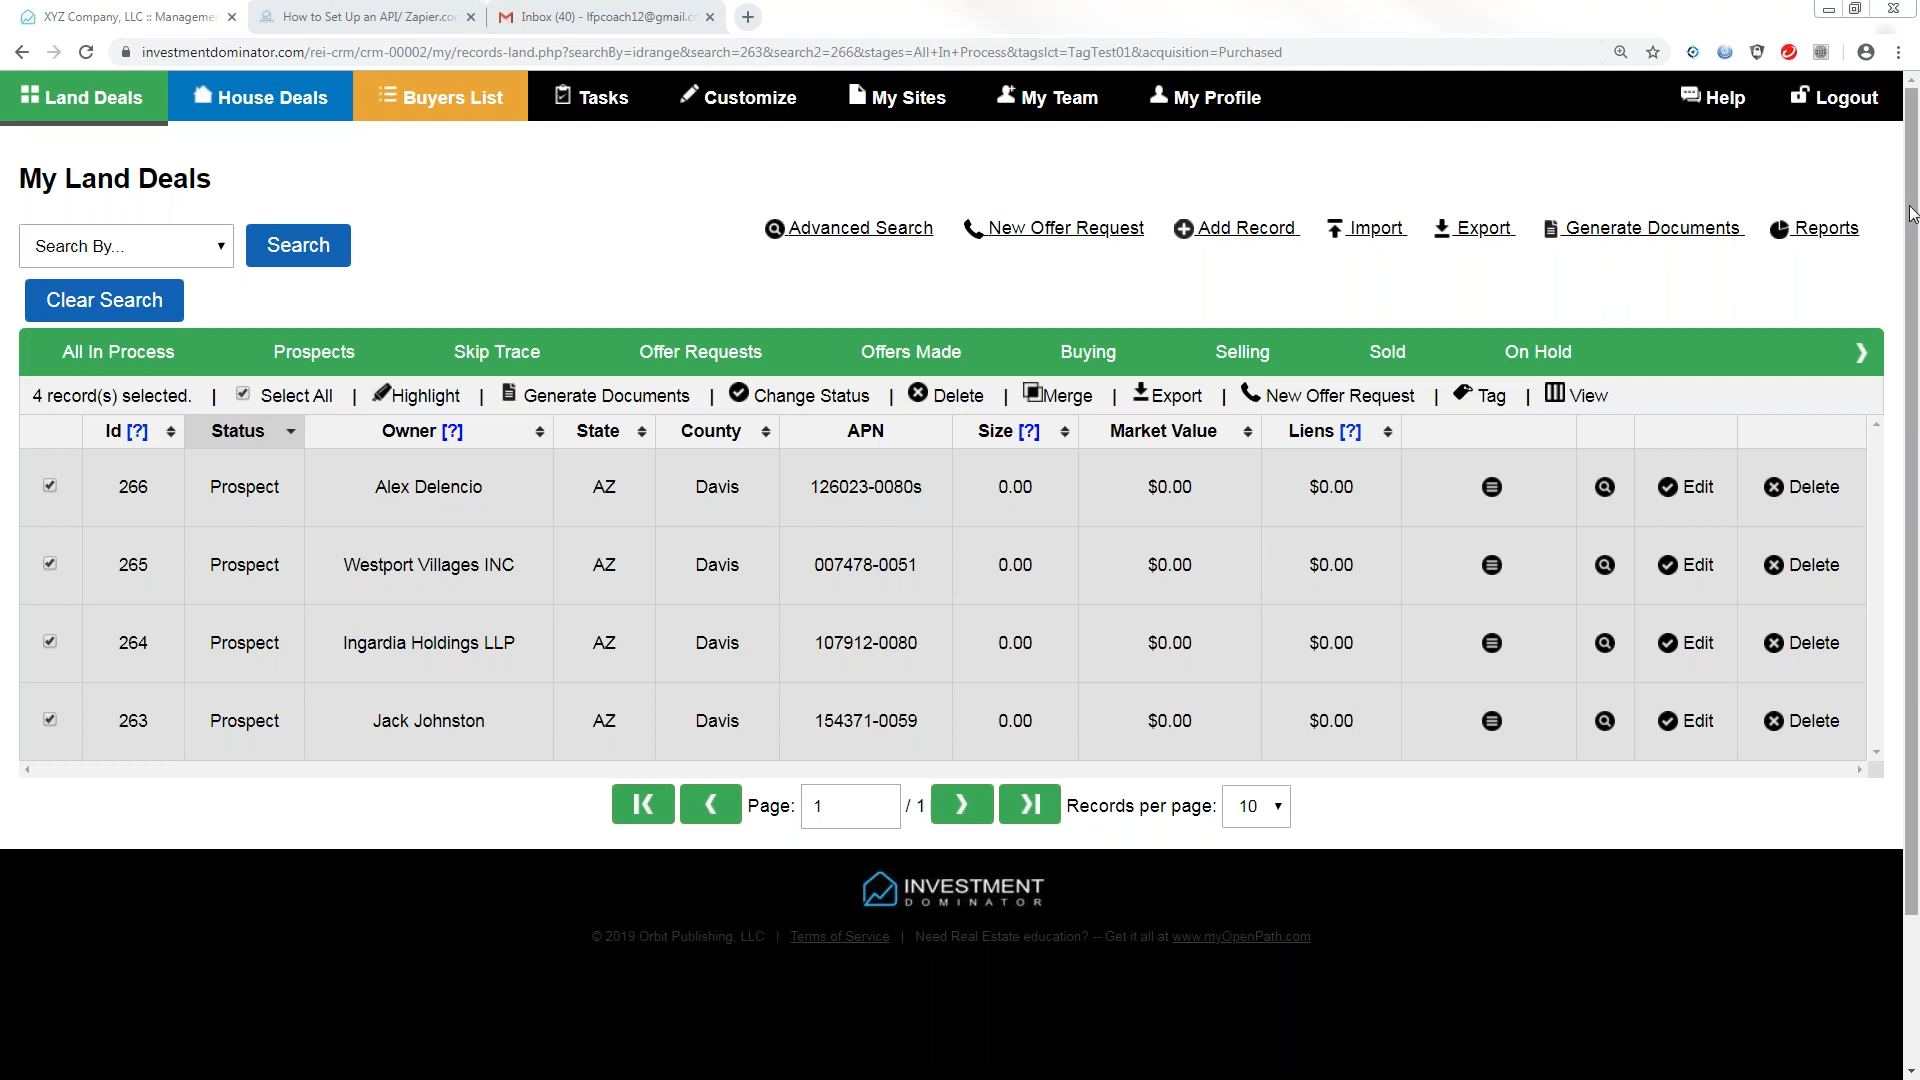 XYZ Company, LLC :: Managemen
How to Set Up an API/ Zapier.co
Inbox (40) - lfpcoach12@gmail.c
investmentdominator.com/rei-crm/crm-00002/my/records-land.php?searchBy=idrange&search=263&search2=266&stages=All+In+Process&tagslct=TagTest01&acquisition=Purchased
Land Deals House Deals Buyers List Tasks Customize My Sites My Team My Profile Help Logout
My Land Deals
Advanced Search New Offer Request Add Record Import Export Generate Documents Reports
Search By... Search
Clear Search
All In Process Prospects Skip Trace Offer Requests Offers Made Buying Selling Sold On Hold
4 record(s) selected. | Select All | Highlight | Generate Documents | Change Status | Delete | Merge | Export | New Offer Request | Tag | View
Id [?] Status Owner [?] State County APN Size [?] Market Value Liens [?]
266 Prospect Alex Delencio AZ Davis 126023-0080s 0.00 $0.00 $0.00 Edit Delete
265 Prospect Westport Villages INC AZ Davis 007478-0051 0.00 $0.00 $0.00 Edit Delete
264 Prospect Ingardia Holdings LLP AZ Davis 107912-0080 0.00 $0.00 $0.00 Edit Delete
263 Prospect Jack Johnston AZ Davis 154371-0059 0.00 $0.00 $0.00 Edit Delete
Page: 1 / 1 Records per page: 10
INVESTMENT
DOMINATOR
© 2019 Orbit Publishing, LLC | Terms of Service | Need Real Estate education? -- Get it all at www.myOpenPath.com